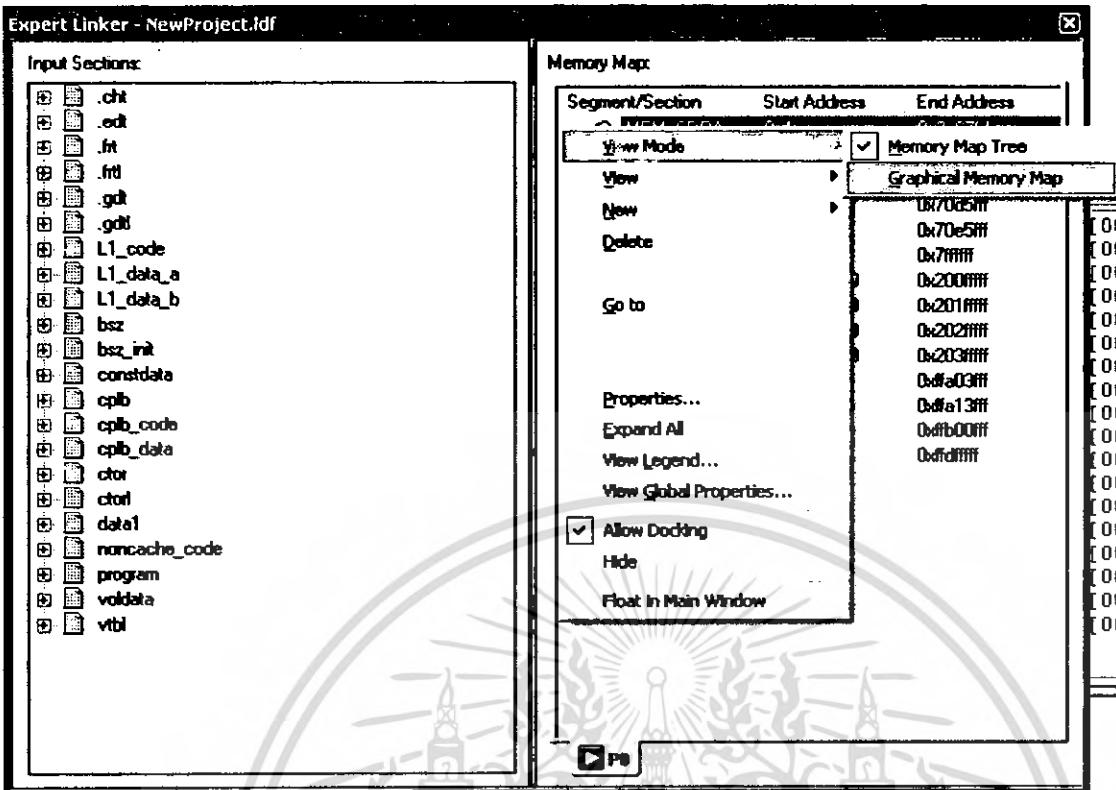 Expert Linker - NewProject.ldf
Input Sections:
.cht
.edt
.frt
.frtl
.gdt
.gdtl
L1_code
L1_data_a
L1_data_b
bsz
bsz_init
constdata
cplb
cplb_code
cplb_data
ctor
ctorl
data1
noncache_code
program
voldata
vtbl
Memory Map:
Segment/Section Start Address End Address
View Mode
View
New
Delete
Go to
Properties...
Expand All
View Legend...
View Global Properties...
Allow Docking
Hide
Float In Main Window
Memory Map Tree
Graphical Memory Map
0x70d5fff
0x70e5fff
0x7ffffff
0x200fffff
0x201fffff
0x202fffff
0x203fffff
0xffa03fff
0xffa13fff
0xffb00fff
0xffdfffff
P0